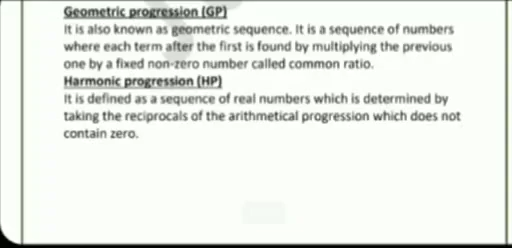 Geometric progression (GP)
It is also known as geometric sequence. It is a sequence of numbers
where each term after the first is found by multiplying the previous
one by a fixed non-zero number called common ratio.
Harmonic progression (HP)
It is defined as a sequence of real numbers which is determined by
taking the reciprocals of the arithmetical progression which does not
contain zero.